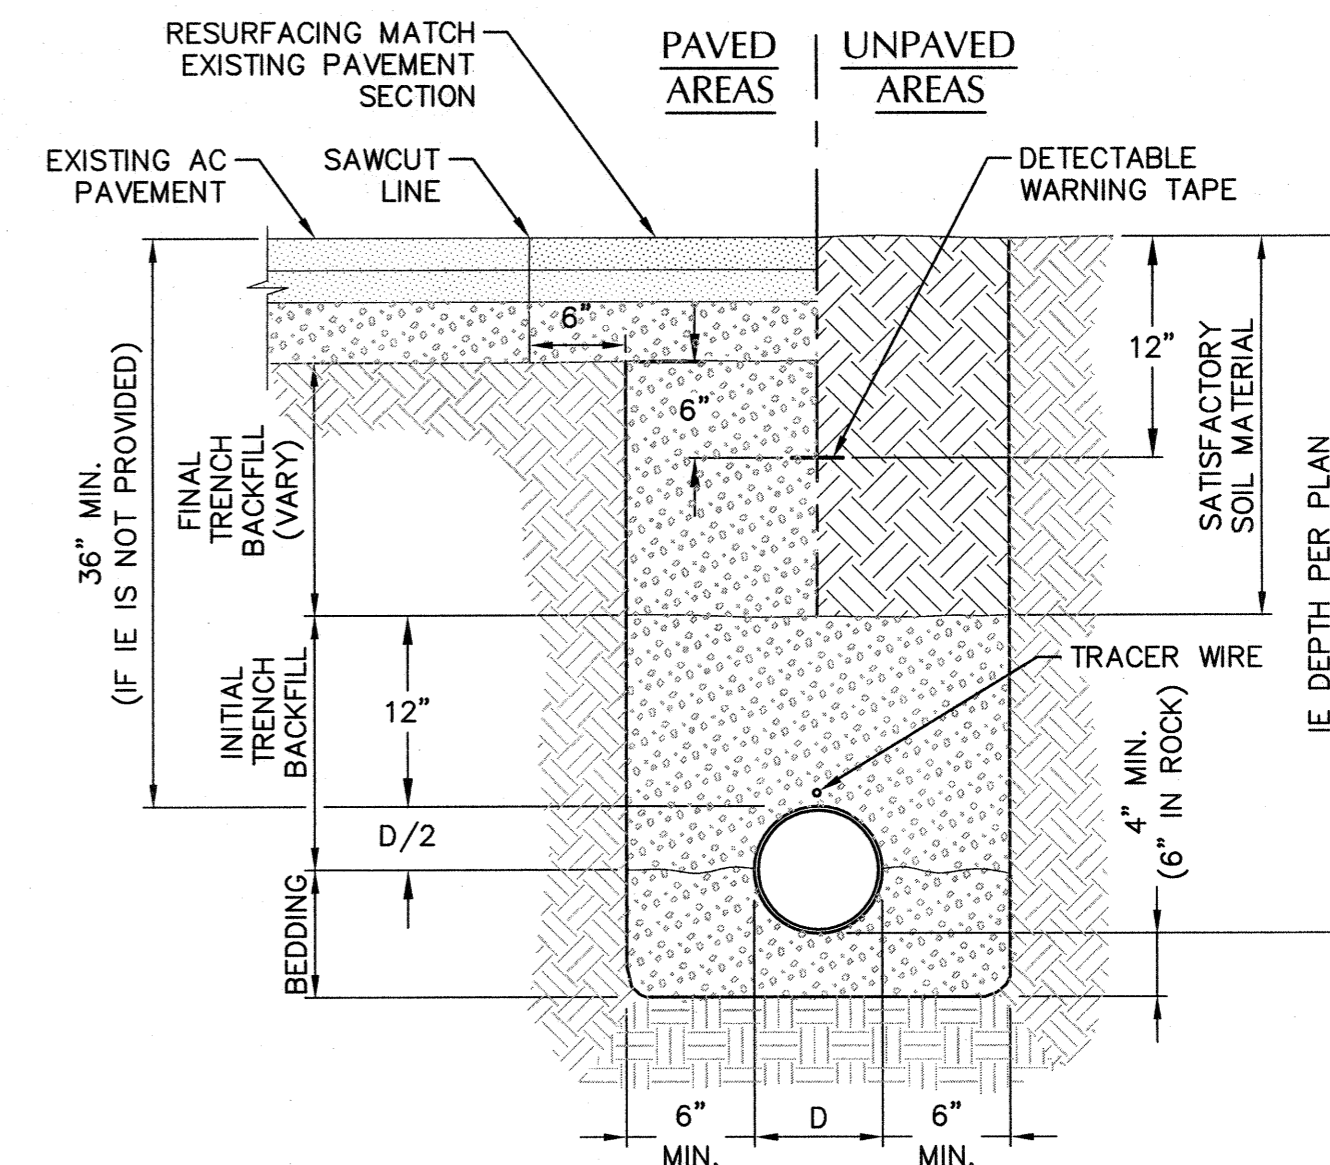 RESURFACING MATCH
EXISTING PAVEMENT
SECTION
PAVED
AREAS
UNPAVED
AREAS
EXISTING AC
PAVEMENT
SAWCUT
LINE
DETECTABLE
WARNING TAPE
6"
6"
12"
SATISFACTORY
SOIL MATERIAL
36" MIN.
(IF IE IS NOT PROVIDED)
FINAL
TRENCH
BACKFILL
(VARY)
INITIAL
TRENCH
BACKFILL
12"
D/2
BEDDING
TRACER WIRE
4" MIN.
(6" IN ROCK)
IE DEPTH PER PLAN
6"
MIN.
D
6"
MIN.